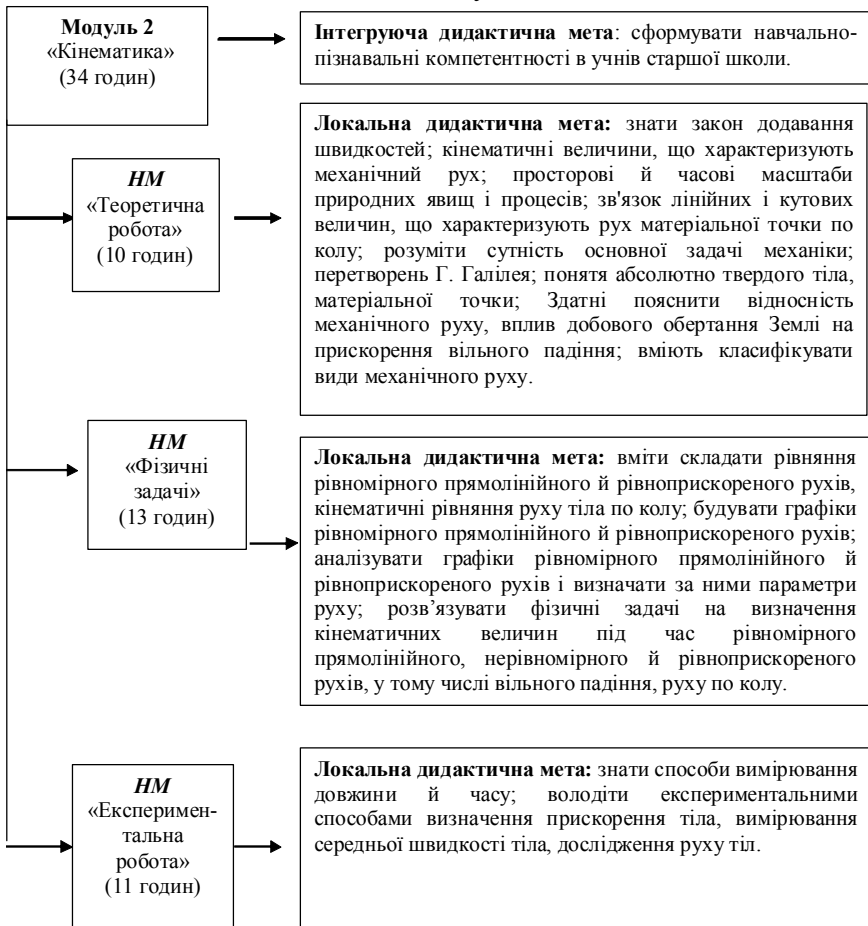 Модуль 2
«Кінематика»
(34 годин)
Інтегруюча дидактична мета: сформувати навчально-
пізнавальні компетентності в учнів старшої школи.
НМ
«Теоретична
робота»
(10 годин)
Локальна дидактична мета: знати закон додавання
швидкостей; кінематичні величини, що характеризують
механічний рух; просторові й часові масштаби
природних явищ і процесів; зв'язок лінійних і кутових
величин, що характеризують рух матеріальної точки по
колу; розуміти сутність основної задачі механіки;
перетворень Г. Галілея; понятя абсолютно твердого тіла,
матеріальної точки; Здатні пояснити відносність
механічного руху, вплив добового обертання Землі на
прискорення вільного падіння; вміють класифікувати
види механічного руху.
НМ
«Фізичні
задачі»
(13 годин)
Локальна дидактична мета: вміти складати рівняння
рівномірного прямолінійного й рівноприскореного рухів,
кінематичні рівняння руху тіла по колу; будувати графіки
рівномірного прямолінійного й рівноприскореного рухів;
аналізувати графіки рівномірного прямолінійного й
рівноприскореного рухів і визначати за ними параметри
руху; розв’язувати фізичні задачі на визначення
кінематичних величин під час рівномірного
прямолінійного, нерівномірного й рівноприскореного
рухів, у тому числі вільного падіння, руху по колу.
НМ
«Експеримен-
тальна
робота»
(11 годин)
Локальна дидактична мета: знати способи вимірювання
довжини й часу; володіти експериментальними
способами визначення прискорення тіла, вимірювання
середньої швидкості тіла, дослідження руху тіл.